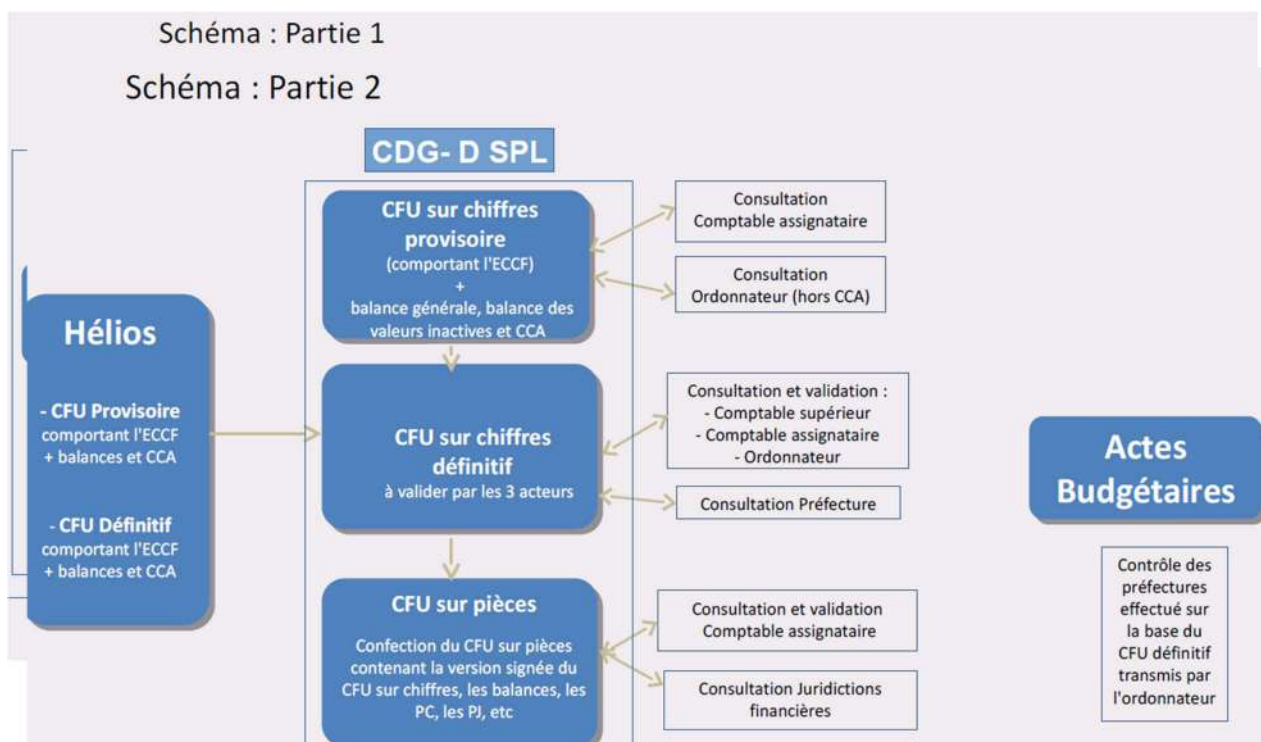 Schéma : Partie 1
Schéma : Partie 2
CDG- D SPL
Hélios
- CFU Provisoire
comportant l'ECCF
+ balances et CCA
- CFU Définitif
comportant l'ECCF
+ balances et CCA
CFU sur chiffres
provisoire
(comportant l'ECCF)
+
balance générale, balance des
valeurs inactives et CCA
Consultation
Comptable assignataire
Consultation
Ordonnateur (hors CCA)
CFU sur chiffres
définitif
à valider par les 3 acteurs
Consultation et validation :
- Comptable supérieur
- Comptable assignataire
- Ordonnateur
Consultation Préfecture
CFU sur pièces
Confection du CFU sur pièces
contenant la version signée du
CFU sur chiffres, les balances, les
PC, les PJ, etc
Consultation et validation
Comptable assignataire
Consultation Juridictions
financières
Actes
Budgétaires
Contrôle des
préfectures
effectué sur
la base du
CFU définitif
transmis par
l'ordonnateur